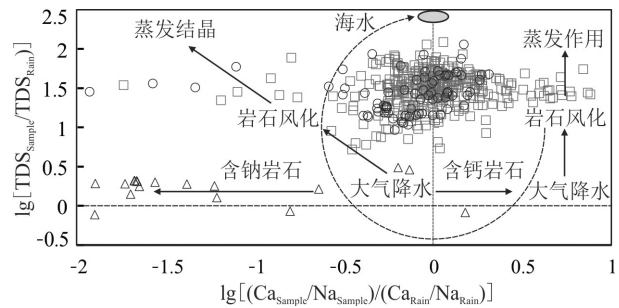 2.5
2
1.5
1
0.5
0
-0.5
lg[TDS_Sample/TDS_Rain)]
海水
蒸发结晶
蒸发作用
岩石风化
岩石风化
含钠岩石
大气降水
含钙岩石
大气降水
-2
-1.5
-1
-0.5
0
0.5
1
lg[(Ca_Sample/Na_Sample)/(Ca_Rain/Na_Rain)]